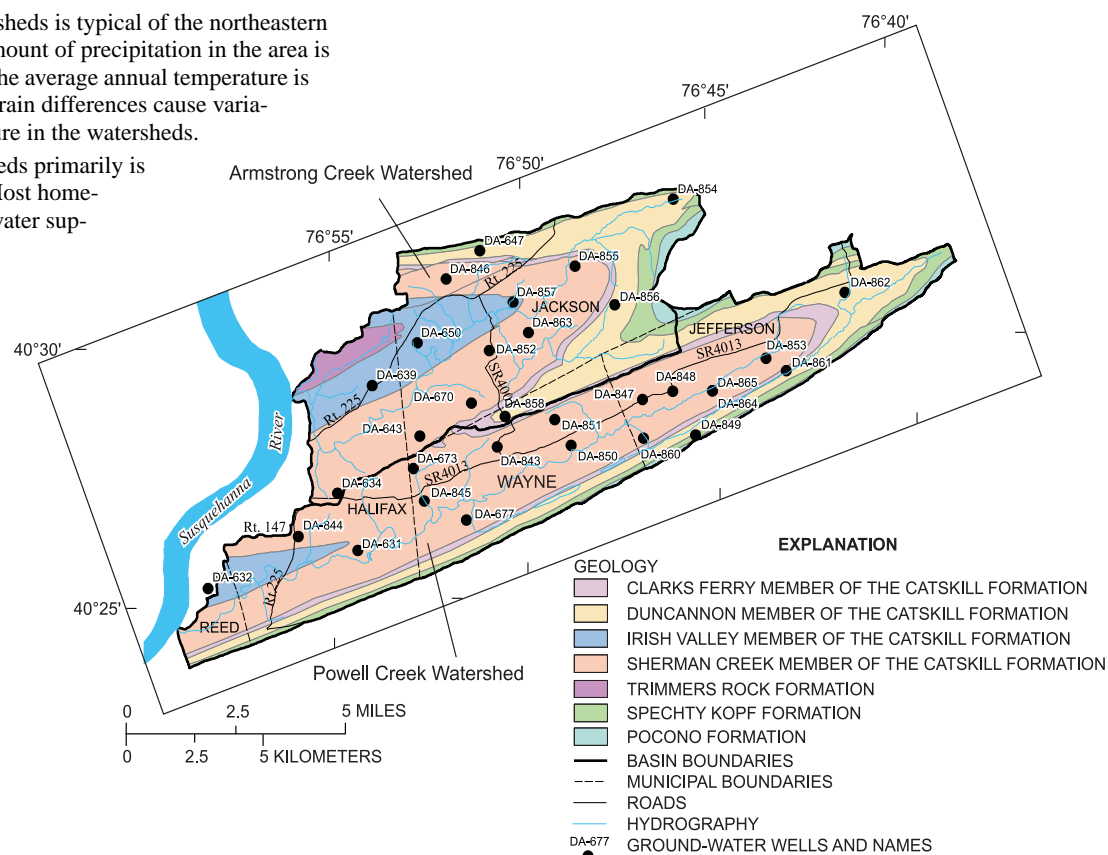 sheds is typical of the northeastern
mount of precipitation in the area is
he average annual temperature is
rain differences cause varia-
ure in the watersheds.
eds primarily is
Most home-
water sup-
76°40'
76°45'
76°50'
76°55'
Armstrong Creek Watershed
DA-854
DA-647
DA-855
DA-846
Rt. 225
DA-857
JACKSON
DA-856
DA-862
DA-863
JEFFERSON
DA-650
SR4013
DA-853
DA-852
DA-861
40°30'
DA-639
DA-848
DA-865
DA-670
DA-847
DA-864
Rt. 225
DA-858
DA-643
DA-851
DA-849
River
DA-843
DA-850
DA-860
DA-673
SR4013
WAYNE
DA-634
DA-845
HALIFAX
Susquehanna
DA-677
Rt. 147
DA-844
DA-631
DA-632
Rt.225
40°25'
REED
Powell Creek Watershed
0 2.5 5 MILES
0 2.5 5 KILOMETERS
EXPLANATION
GEOLOGY
CLARKS FERRY MEMBER OF THE CATSKILL FORMATION
DUNCANNON MEMBER OF THE CATSKILL FORMATION
IRISH VALLEY MEMBER OF THE CATSKILL FORMATION
SHERMAN CREEK MEMBER OF THE CATSKILL FORMATION
TRIMMERS ROCK FORMATION
SPECHTY KOPF FORMATION
POCONO FORMATION
BASIN BOUNDARIES
MUNICIPAL BOUNDARIES
ROADS
HYDROGRAPHY
DA-677 GROUND-WATER WELLS AND NAMES